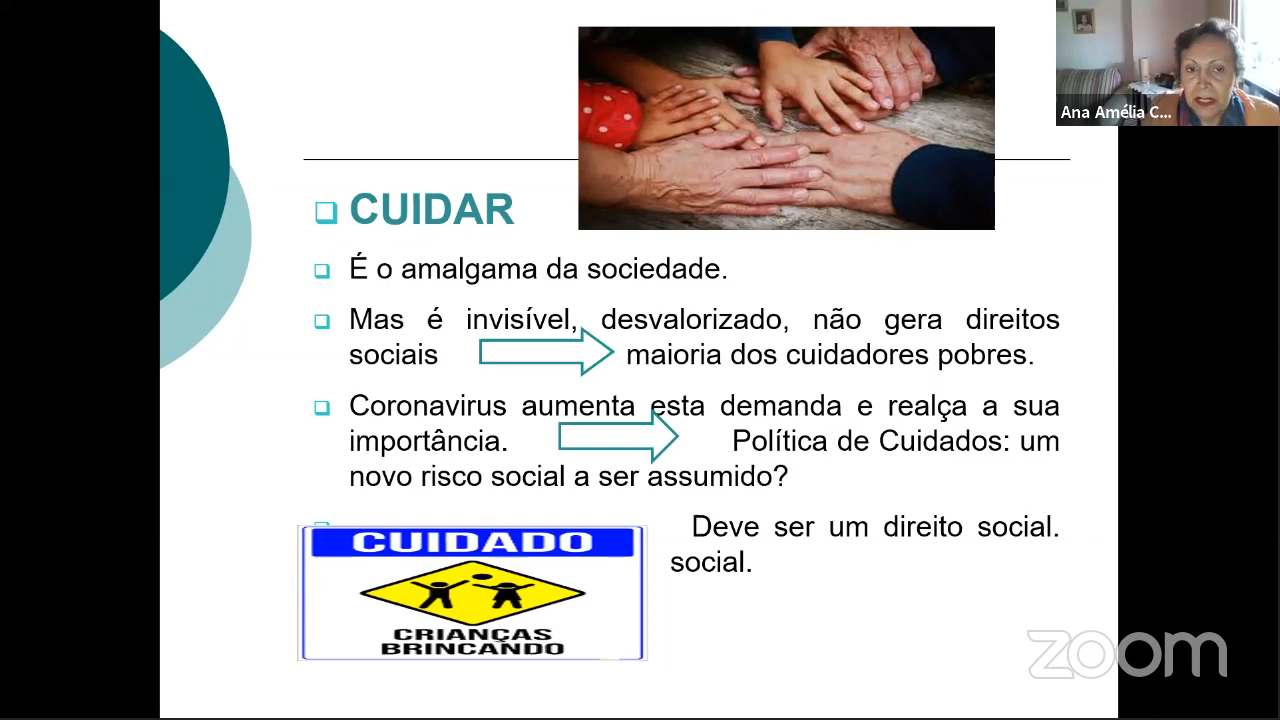 Ana Amélia C...
CUIDAR
É o amalgama da sociedade.
Mas é invisível, desvalorizado, não gera direitos
sociais maioria dos cuidadores pobres.
Coronavirus aumenta esta demanda e realça a sua
importância. Política de Cuidados: um
novo risco social a ser assumido?
Deve ser um direito social.
social.
CUIDADO
CRIANÇAS
BRINCANDO
zoom